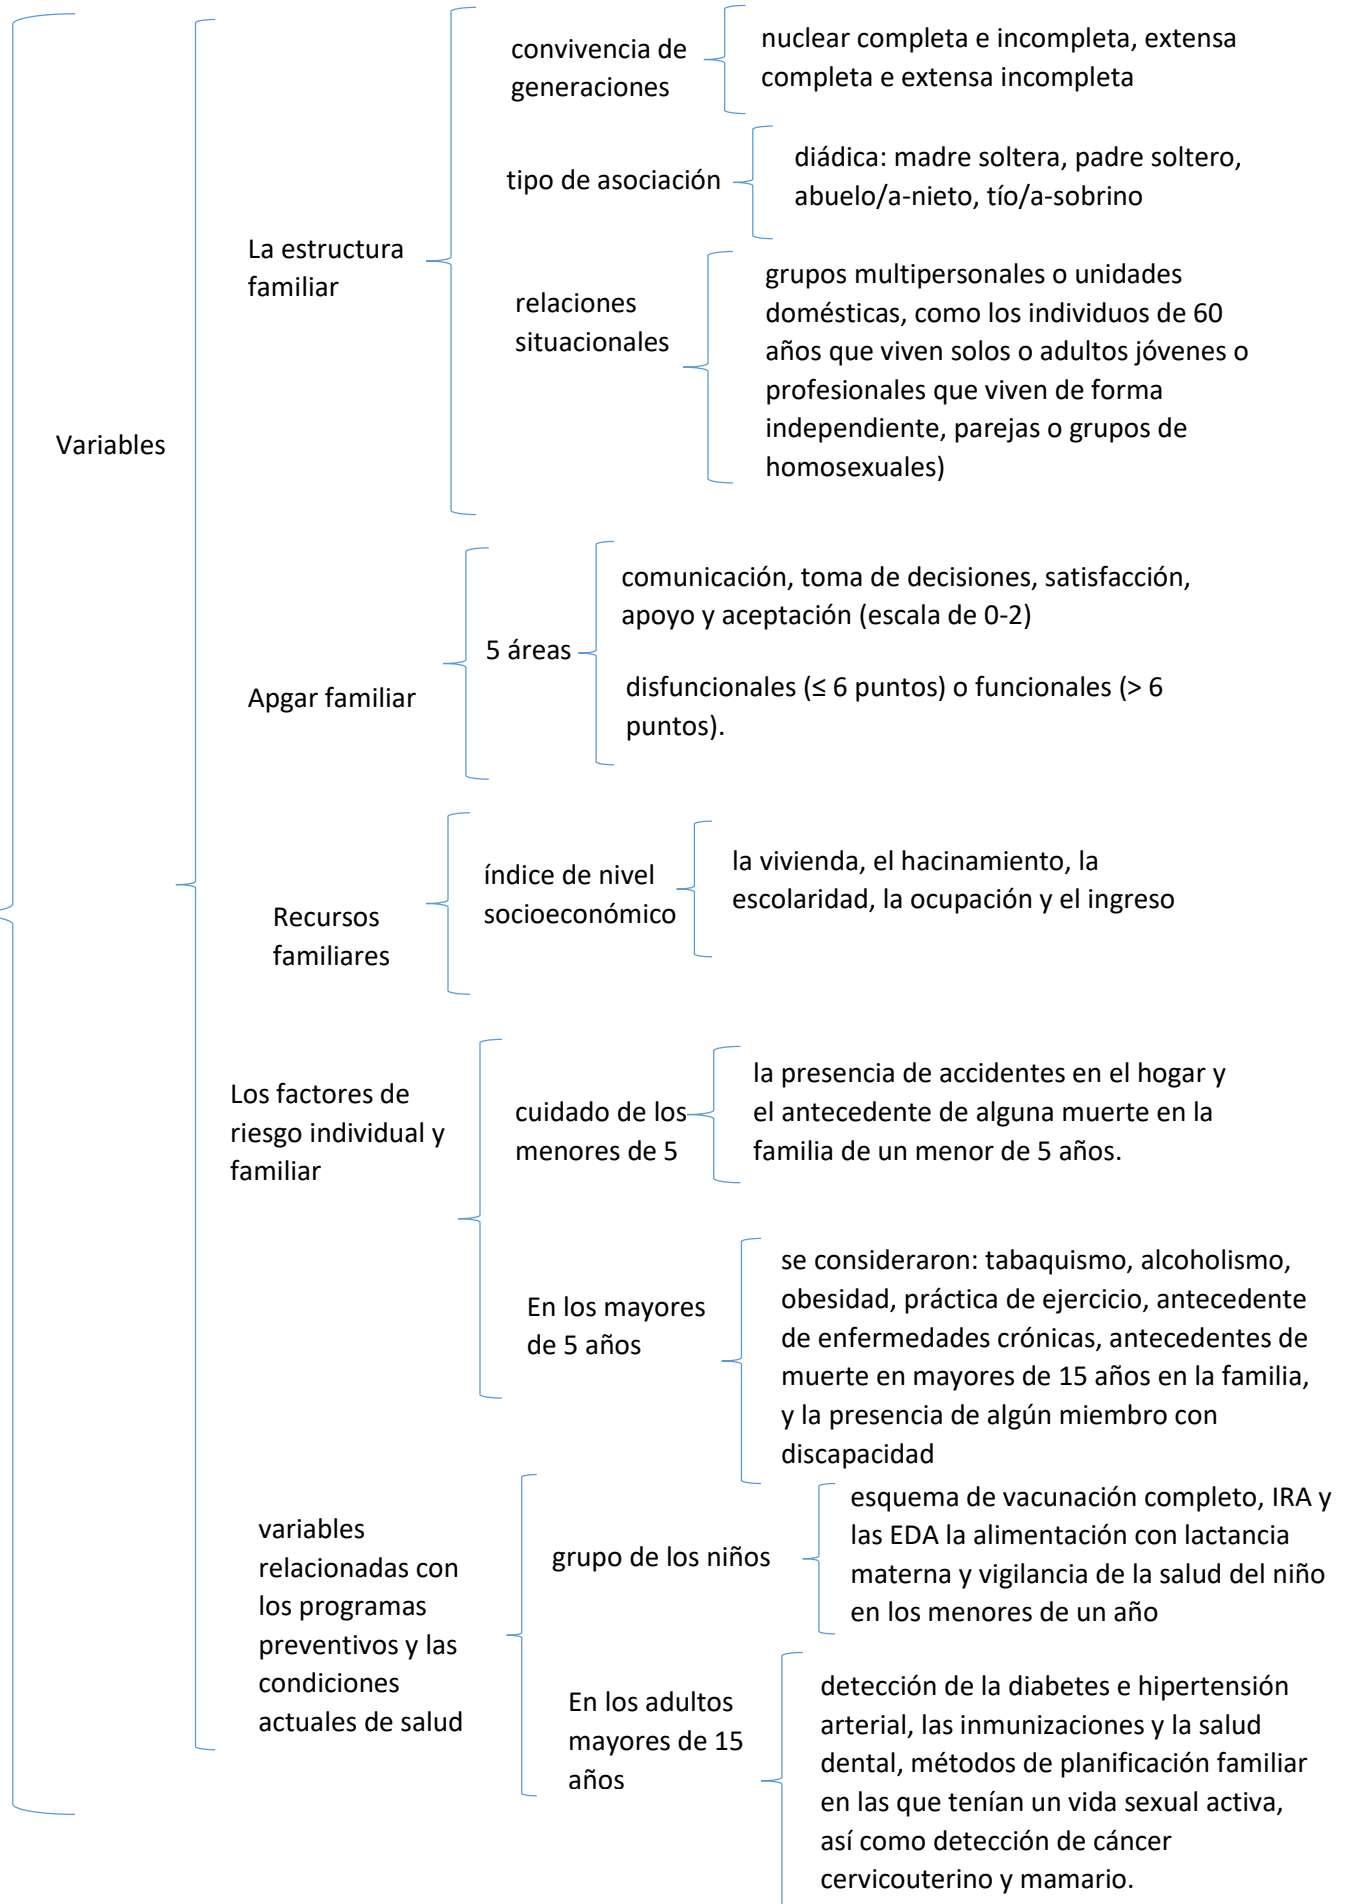 Variables
La estructura
familiar
convivencia de
generaciones
nuclear completa e incompleta, extensa
completa e extensa incompleta
tipo de asociación
diádica: madre soltera, padre soltero,
abuelo/a-nieto, tío/a-sobrino
relaciones
situacionales
grupos multipersonales o unidades
domésticas, como los individuos de 60
años que viven solos o adultos jóvenes o
profesionales que viven de forma
independiente, parejas o grupos de
homosexuales)
Apgar familiar
5 áreas
comunicación, toma de decisiones, satisfacción,
apoyo y aceptación (escala de 0-2)
disfuncionales (≤ 6 puntos) o funcionales (> 6
puntos).
Recursos
familiares
índice de nivel
socioeconómico
la vivienda, el hacinamiento, la
escolaridad, la ocupación y el ingreso
Los factores de
riesgo individual y
familiar
cuidado de los
menores de 5
la presencia de accidentes en el hogar y
el antecedente de alguna muerte en la
familia de un menor de 5 años.
En los mayores
de 5 años
se consideraron: tabaquismo, alcoholismo,
obesidad, práctica de ejercicio, antecedente
de enfermedades crónicas, antecedentes de
muerte en mayores de 15 años en la familia,
y la presencia de algún miembro con
discapacidad
variables
relacionadas con
los programas
preventivos y las
condiciones
actuales de salud
grupo de los niños
esquema de vacunación completo, IRA y
las EDA la alimentación con lactancia
materna y vigilancia de la salud del niño
en los menores de un año
En los adultos
mayores de 15
años
detección de la diabetes e hipertensión
arterial, las inmunizaciones y la salud
dental, métodos de planificación familiar
en las que tenían un vida sexual activa,
así como detección de cáncer
cervicouterino y mamario.